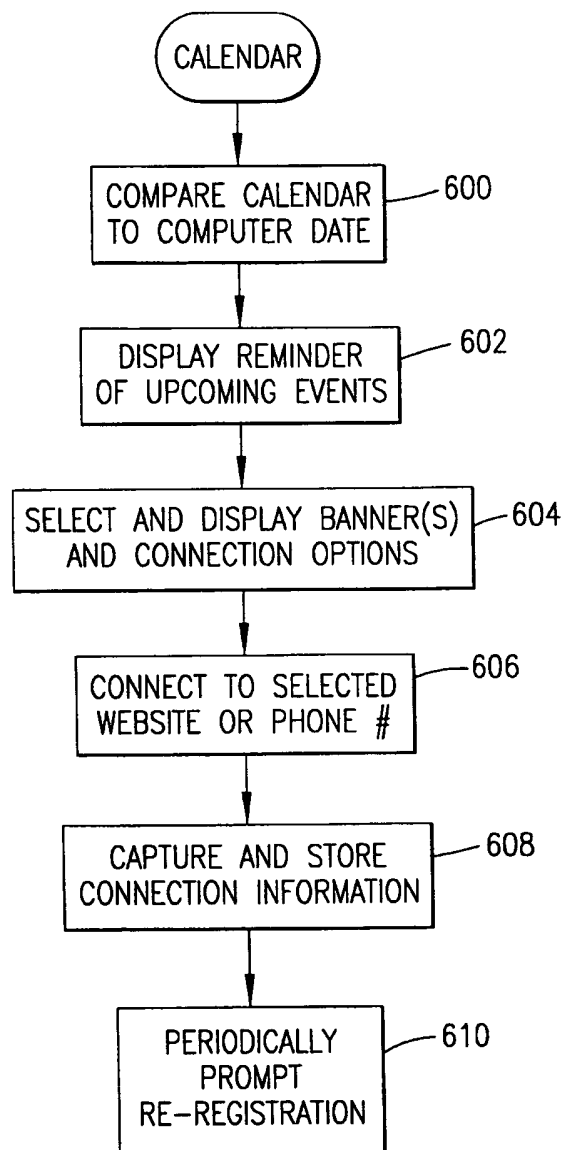 CALENDAR
COMPARE CALENDAR
TO COMPUTER DATE
600
DISPLAY REMINDER
OF UPCOMING EVENTS
602
SELECT AND DISPLAY BANNER(S)
AND CONNECTION OPTIONS
604
CONNECT TO SELECTED
WEBSITE OR PHONE #
606
CAPTURE AND STORE
CONNECTION INFORMATION
608
PERIODICALLY
PROMPT
RE-REGISTRATION
610